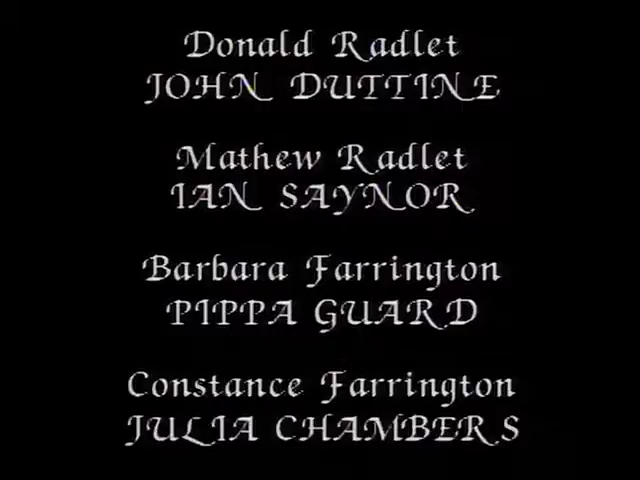 Donald Radlet
JOHN DUTTINE
Mathew Radlet
IAN SAYNOR
Barbara Farrington
PIPPA GUARD
Constance Farrington
JULIA CHAMBERS